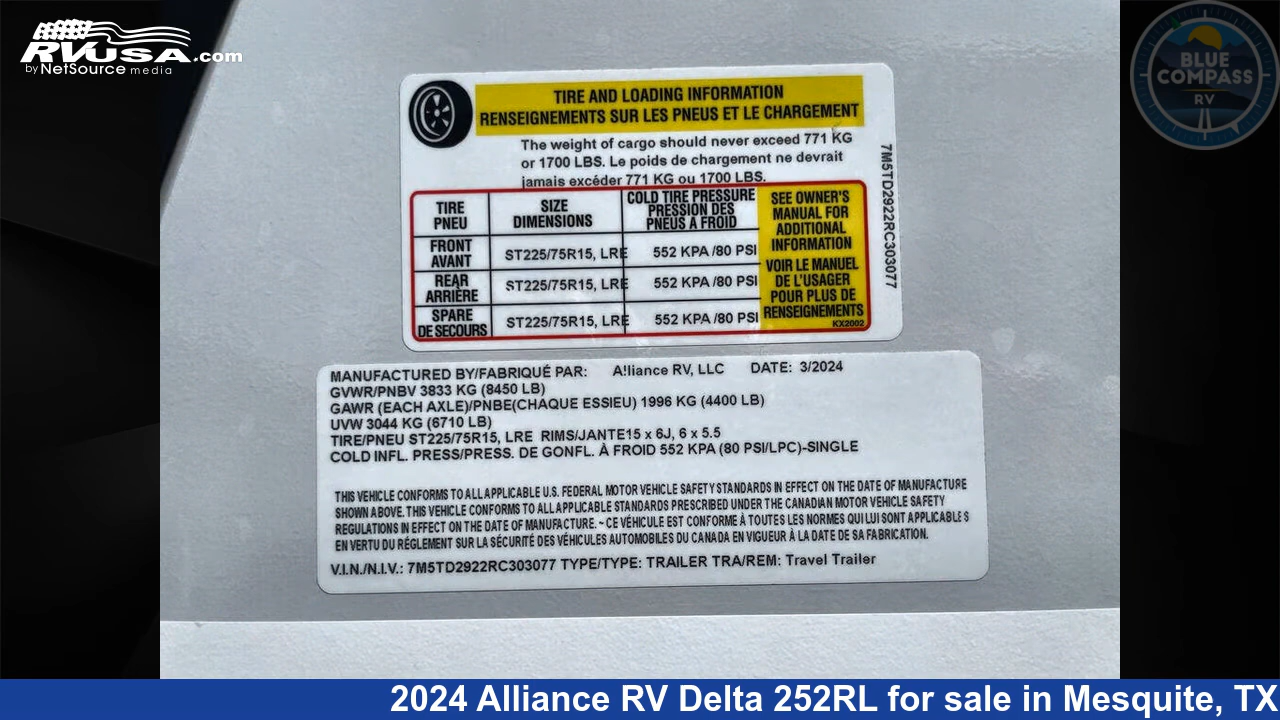 RVUSA.com
by NetSource media
BLUE
COMPASS
RV
TIRE AND LOADING INFORMATION
RENSEIGNEMENTS SUR LES PNEUS ET LE CHARGEMENT
The weight of cargo should never exceed 771 KG
or 1700 LBS. Le poids de chargement ne devrait
jamais excéder 771 KG ou 1700 LBS.
7M5TD2922RC303077
TIRE
PNEU
SIZE
DIMENSIONS
COLD TIRE PRESSURE
PRESSION DES
PNEUS A FROID
FRONT
AVANT
ST225/75R15, LRE
552 KPA /80 PSI
REAR
ARRIÈRE
ST225/75R15, LRE
552 KPA /80 PSI
SPARE
DE SECOURS
ST225/75R15, LRE
552 KPA /80 PSI
SEE OWNER'S
MANUAL FOR
ADDITIONAL
INFORMATION
VOIR LE MANUEL
DE L'USAGER
POUR PLUS DE
RENSEIGNEMENTS
KX2002
MANUFACTURED BY/FABRIQUÉ PAR: Alliance RV, LLC DATE: 3/2024
GVWR/PNBV 3833 KG (8450 LB)
GAWR (EACH AXLE)/PNBE(CHAQUE ESSIEU) 1996 KG (4400 LB)
UVW 3044 KG (6710 LB)
TIRE/PNEU ST225/75R15, LRE RIMS/JANTE15 x 6J, 6 x 5.5
COLD INFL. PRESS/PRESS. DE GONFL. À FROID 552 KPA (80 PSI/LPC)-SINGLE
THIS VEHICLE CONFORMS TO ALL APPLICABLE U.S. FEDERAL MOTOR VEHICLE SAFETY STANDARDS IN EFFECT ON THE DATE OF MANUFACTURE
SHOWN ABOVE. THIS VEHICLE CONFORMS TO ALL APPLICABLE STANDARDS PRESCRIBED UNDER THE CANADIAN MOTOR VEHICLE SAFETY
REGULATIONS IN EFFECT ON THE DATE OF MANUFACTURE. ~ CE VÉHICULE EST CONFORME À TOUTES LES NORMES QUI LUI SONT APPLICABLES
EN VERTU DU RÉGLEMENT SUR LA SÉCURITÉ DES VÉHICULES AUTOMOBILES DU CANADA EN VIGUEUR À LA DATE DE SA FABRICATION.
V.I.N./N.I.V.: 7M5TD2922RC303077 TYPE/TYPE: TRAILER TRA/REM: Travel Trailer
2024 Alliance RV Delta 252RL for sale in Mesquite, TX